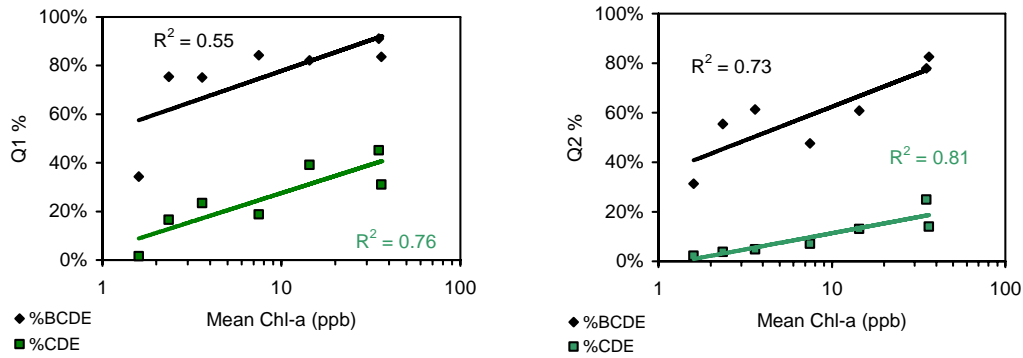 100%
80%
60%
40%
20%
0%
Q1 %
R² = 0.55
R² = 0.76
1
10
100
Mean Chl-a (ppb)
%BCDE
%CDE
100%
80%
60%
40%
20%
0%
Q2 %
R² = 0.73
R² = 0.81
1
10
100
Mean Chl-a (ppb)
%BCDE
%CDE